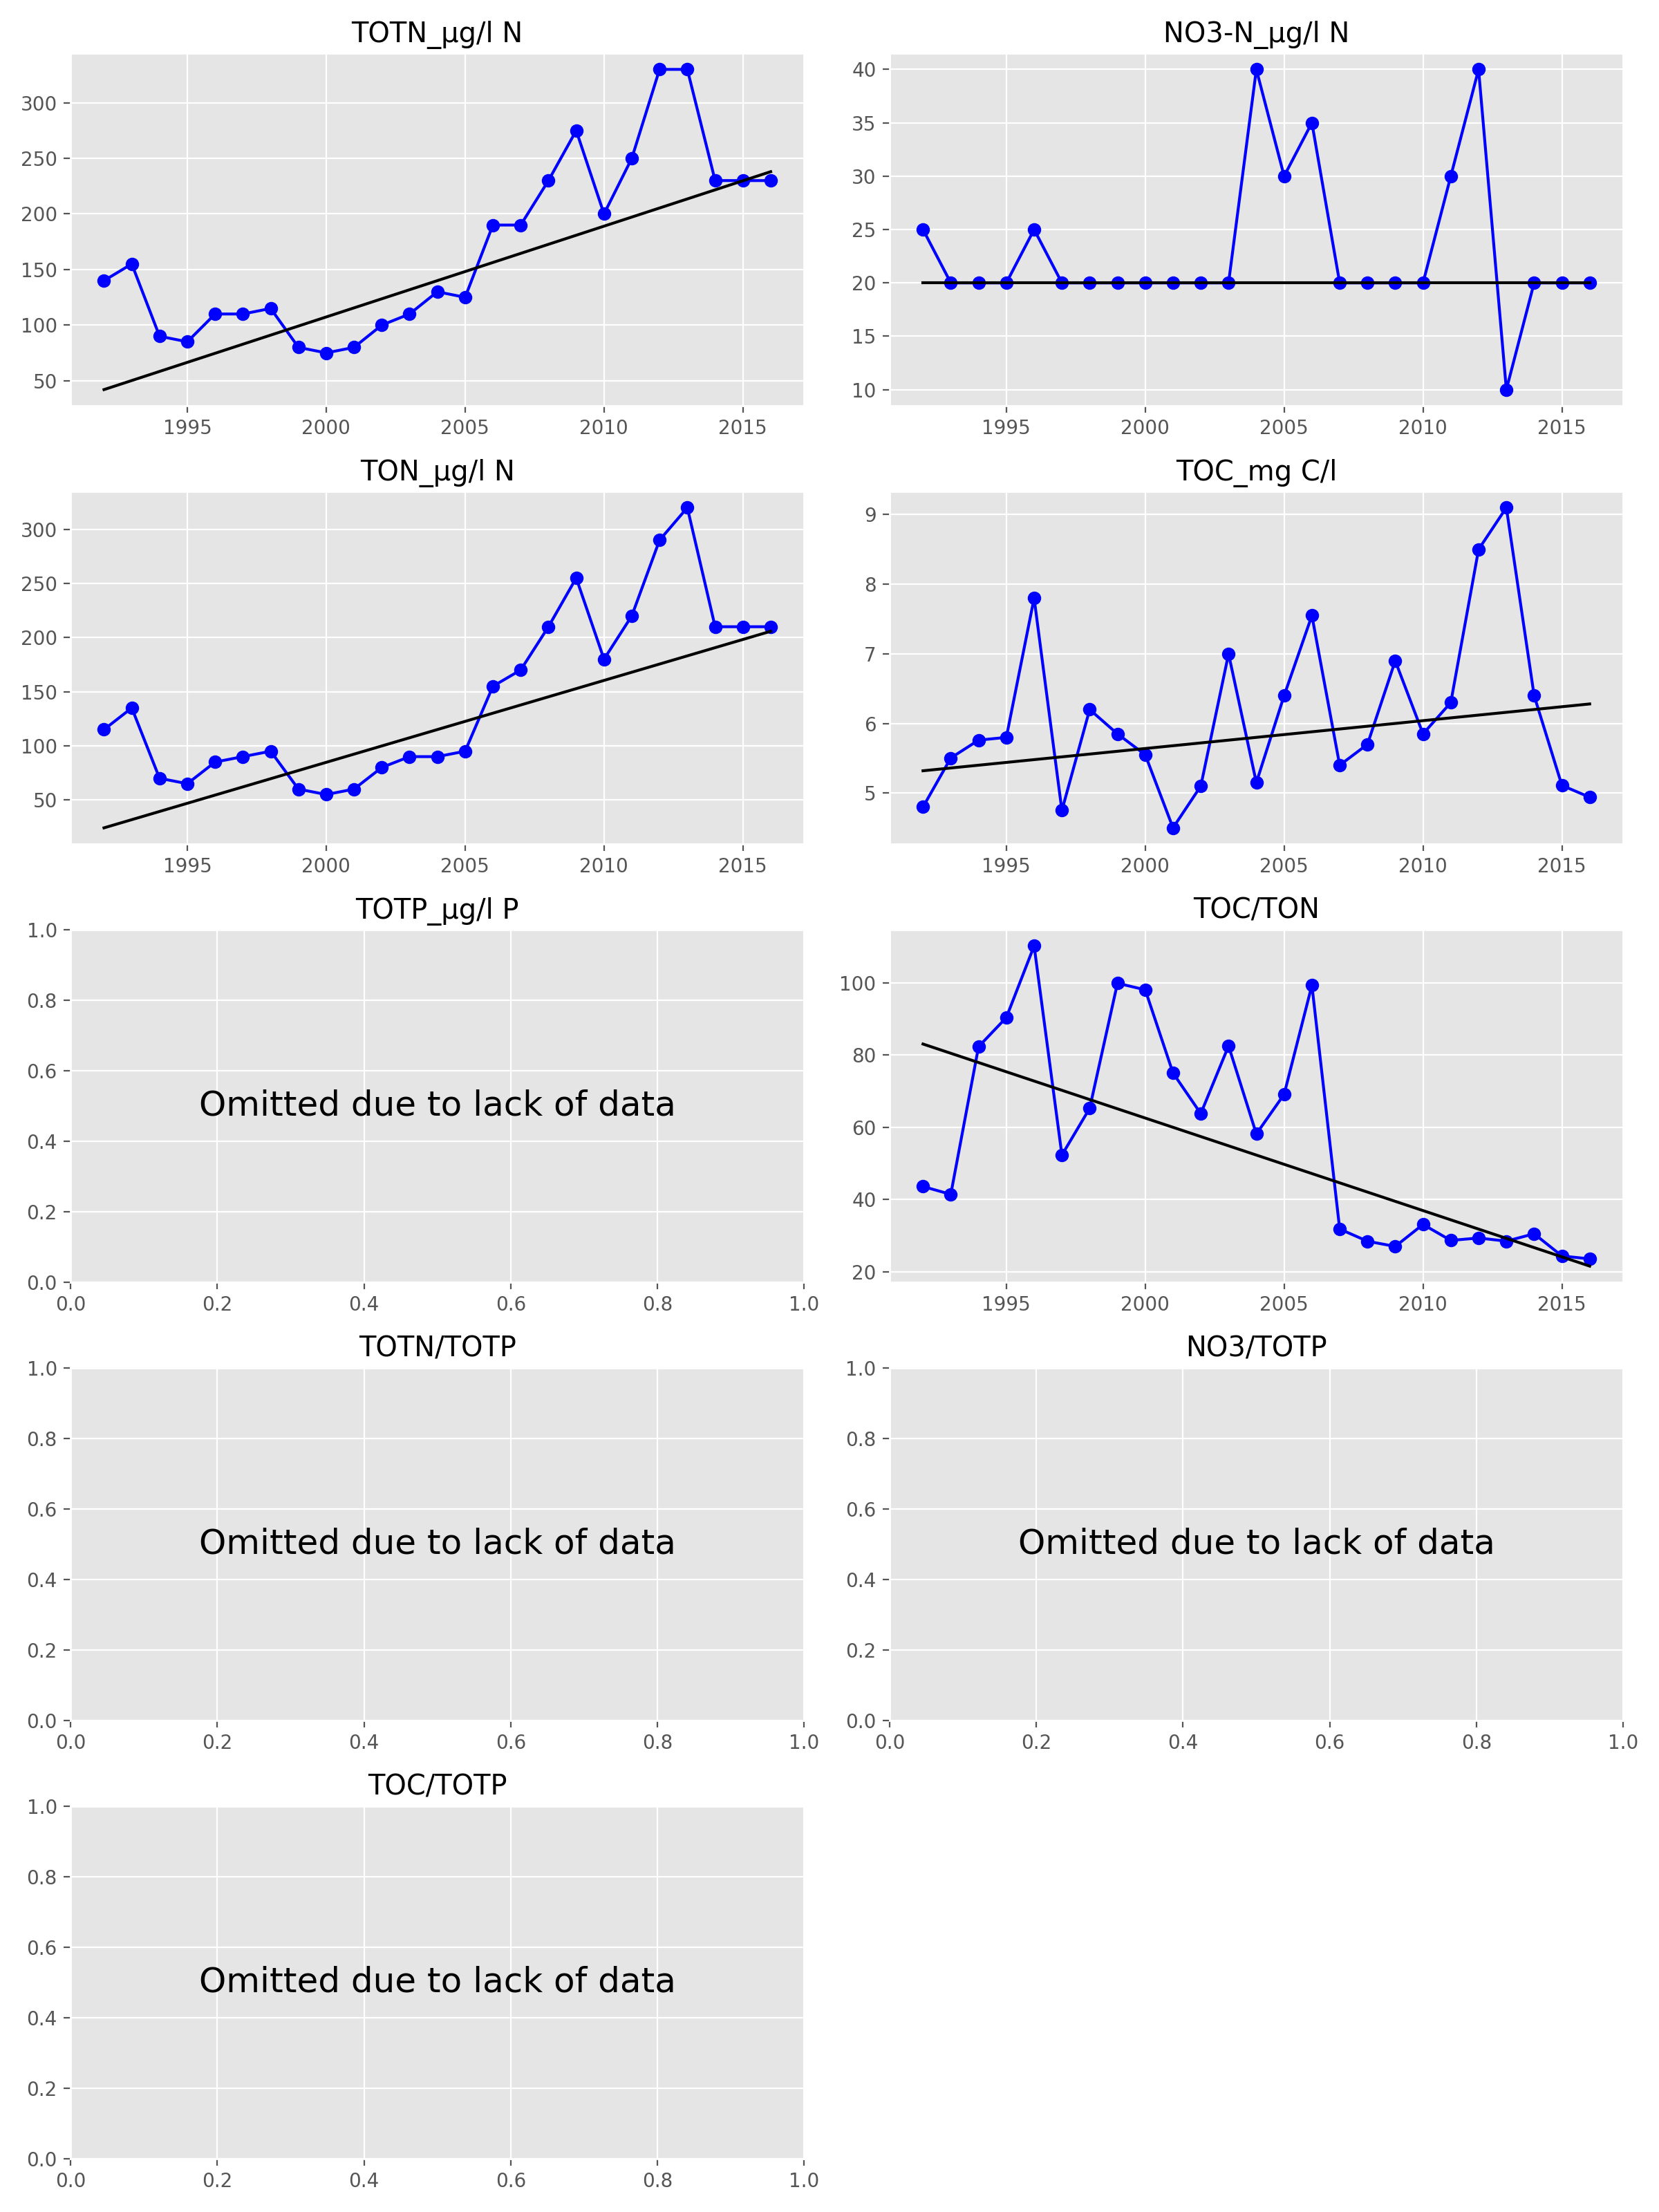 TOTN_μg/l N
300
250
200
150
100
50
1995 2000 2005 2010 2015
NO3-N_μg/l N
40
35
30
25
20
15
10
1995 2000 2005 2010 2015
TON_μg/l N
300
250
200
150
100
50
1995 2000 2005 2010 2015
TOC_mg C/l
9
8
7
6
5
1995 2000 2005 2010 2015
TOTP_μg/l P
1.0
0.8
0.6
Omitted due to lack of data
0.4
0.2
0.0
0.0 0.2 0.4 0.6 0.8 1.0
TOC/TON
100
80
60
40
20
1995 2000 2005 2010 2015
TOTN/TOTP
1.0
0.8
0.6
Omitted due to lack of data
0.4
0.2
0.0
0.0 0.2 0.4 0.6 0.8 1.0
NO3/TOTP
1.0
0.8
0.6
Omitted due to lack of data
0.4
0.2
0.0
0.0 0.2 0.4 0.6 0.8 1.0
TOC/TOTP
1.0
0.8
0.6
Omitted due to lack of data
0.4
0.2
0.0
0.0 0.2 0.4 0.6 0.8 1.0